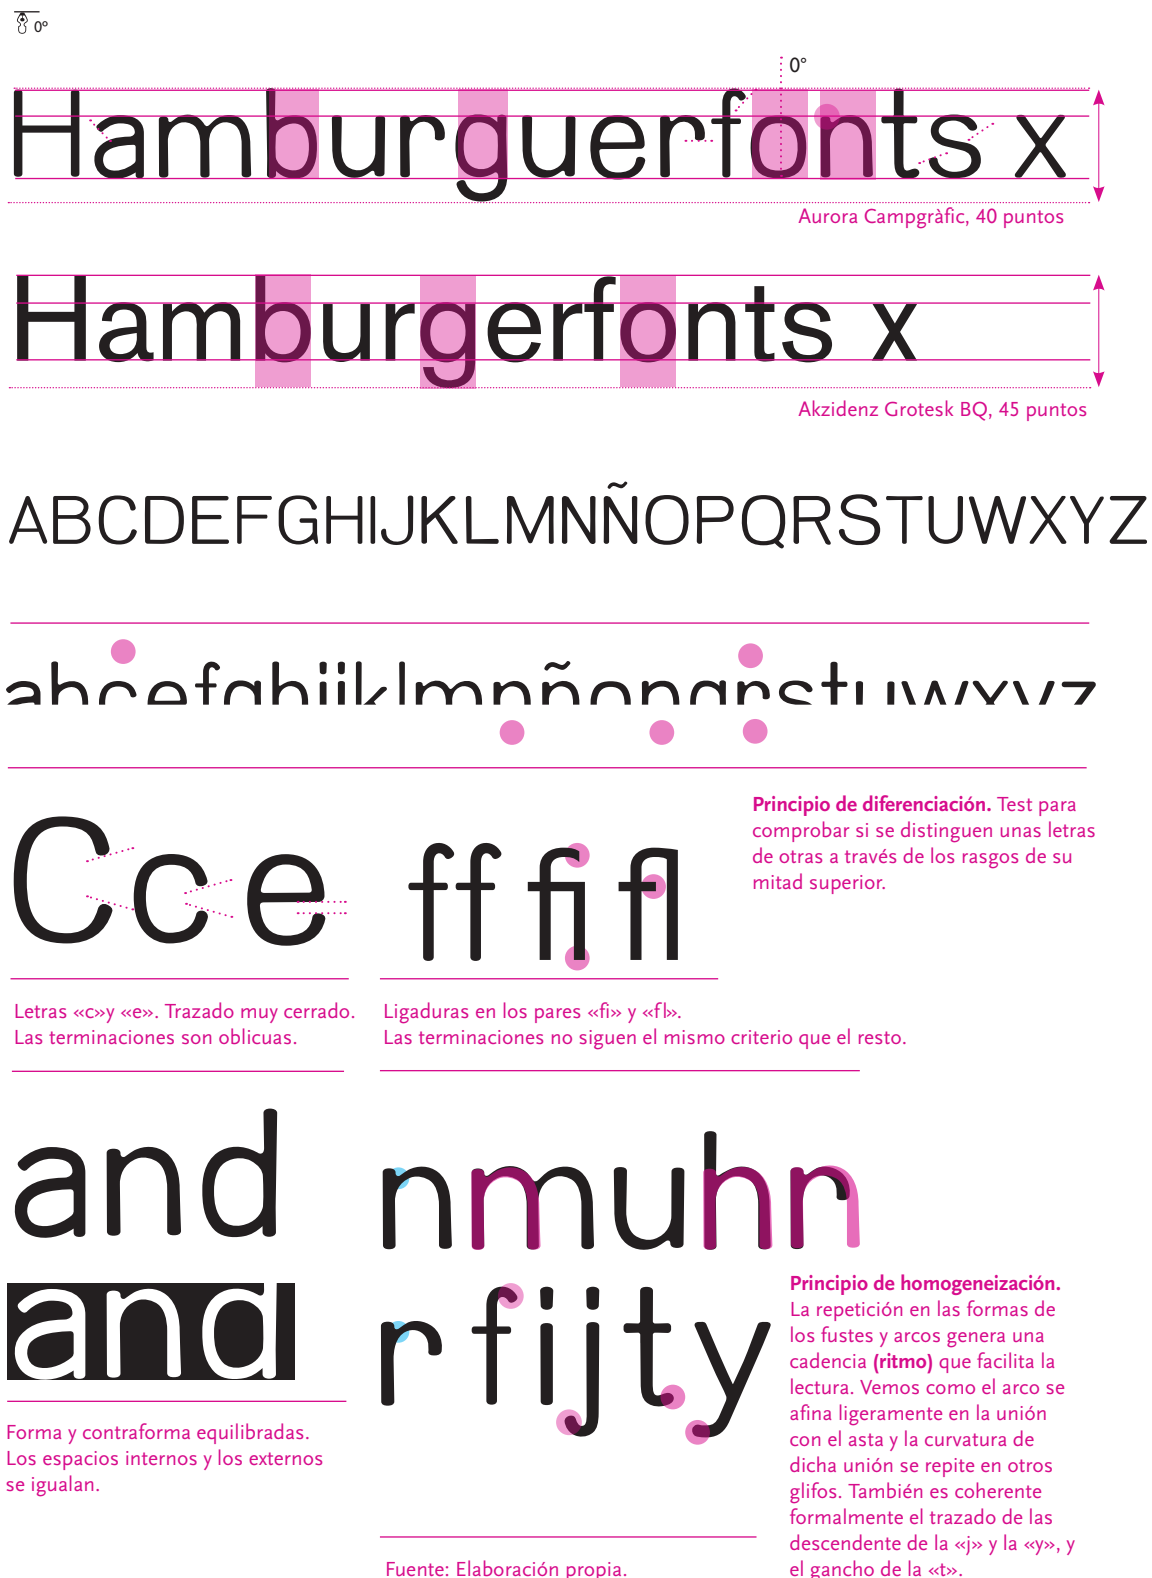 0º
0°
Hamburguerfonts x
Aurora Campgràfic, 40 puntos
Hamburgerfonts x
Akzidenz Grotesk BQ, 45 puntos
ABCDEFGHIJKLMNÑOPQRSTUWXYZ
abcefghijklmnñopqrstuwxyz
Principio de diferenciación. Test para
comprobar si se distinguen unas letras
de otras a través de los rasgos de su
mitad superior.
Cce
ff fi fl
Letras «c»y «e». Trazado muy cerrado.
Las terminaciones son oblicuas.
Ligaduras en los pares «fi» y «fl».
Las terminaciones no siguen el mismo criterio que el resto.
and
and
Forma y contraforma equilibradas.
Los espacios internos y los externos
se igualan.
nmuhr
rfijty
Principio de homogeneización.
La repetición en las formas de
los fustes y arcos genera una
cadencia (ritmo) que facilita la
lectura. Vemos como el arco se
afina ligeramente en la unión
con el asta y la curvatura de
dicha unión se repite en otros
glifos. También es coherente
formalmente el trazado de las
descendente de la «j» y la «y», y
el gancho de la «t».
Fuente: Elaboración propia.